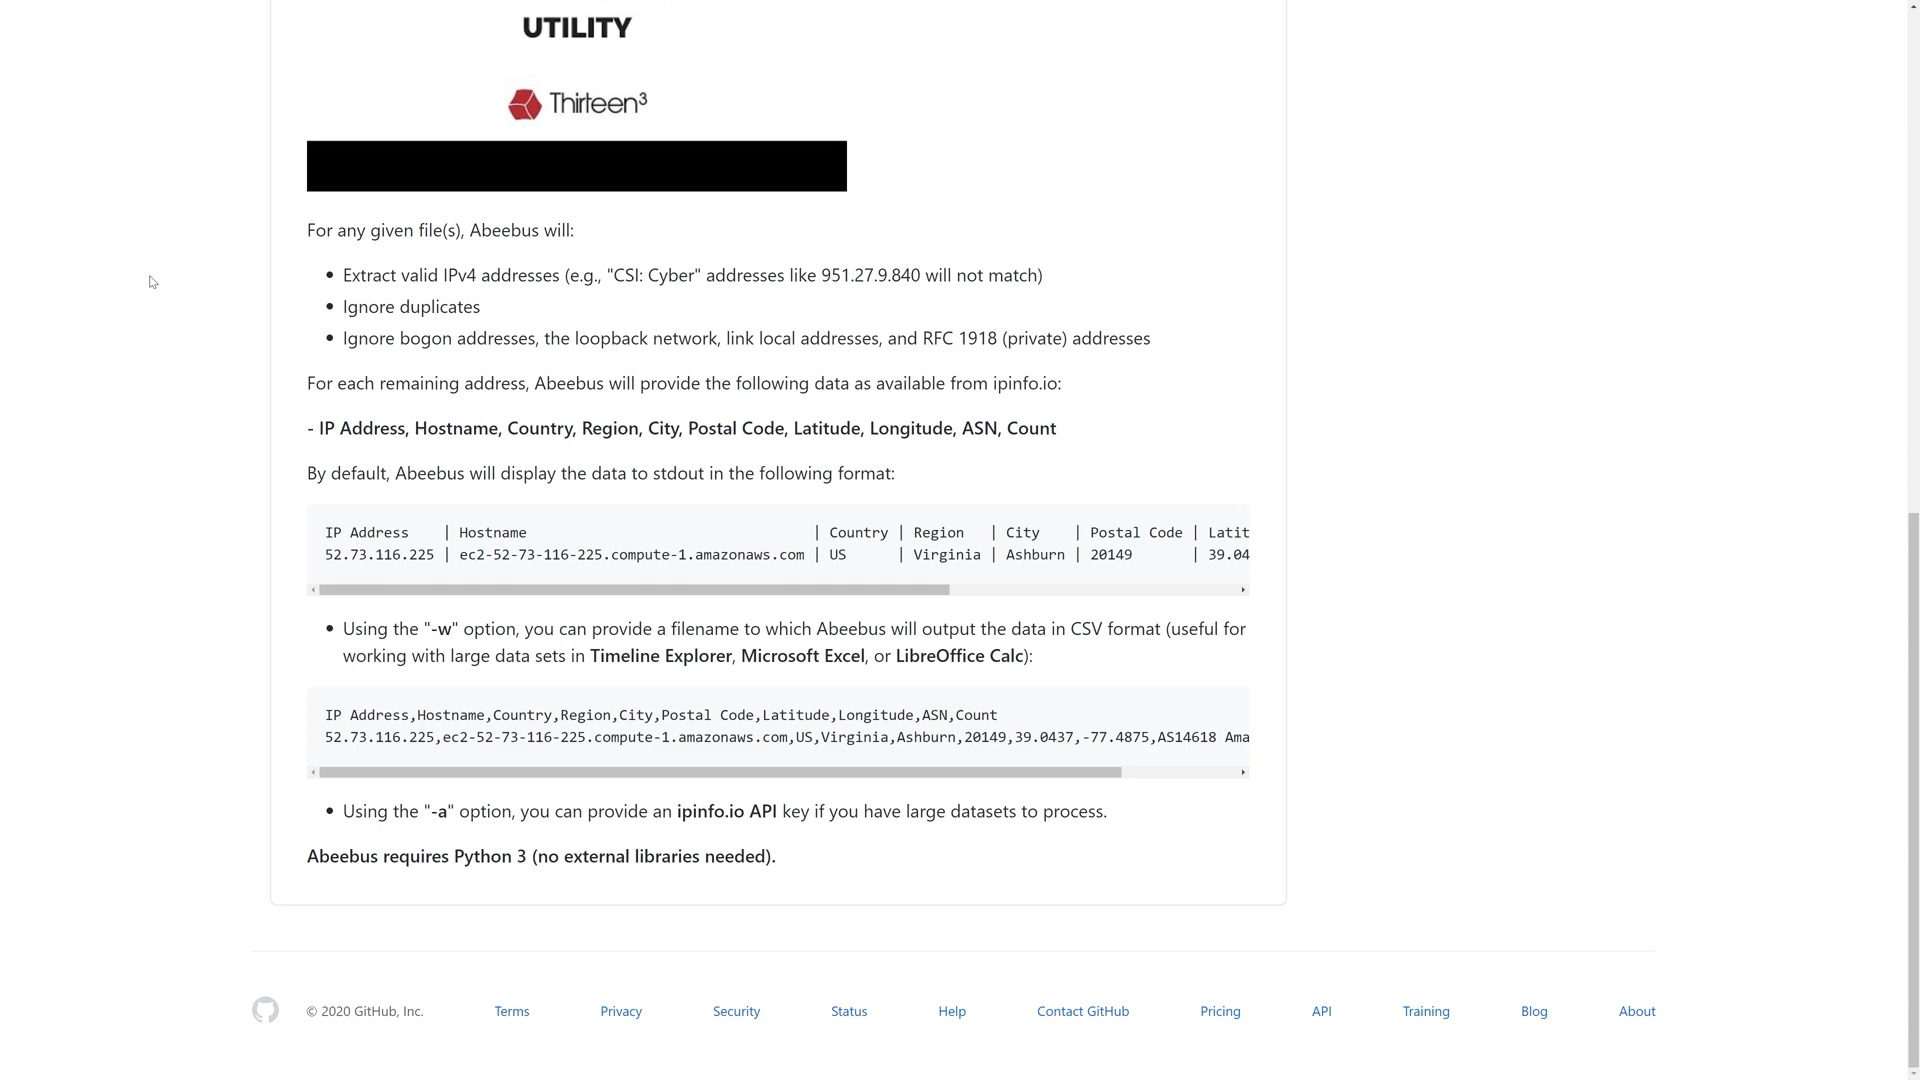 UTILITY
Thirteen³
For any given file(s), Abeebus will:
• Extract valid IPv4 addresses (e.g., "CSI: Cyber" addresses like 951.27.9.840 will not match)
• Ignore duplicates
• Ignore bogon addresses, the loopback network, link local addresses, and RFC 1918 (private) addresses
For each remaining address, Abeebus will provide the following data as available from ipinfo.io:
- IP Address, Hostname, Country, Region, City, Postal Code, Latitude, Longitude, ASN, Count
By default, Abeebus will display the data to stdout in the following format:
IP Address    | Hostname                                  | Country | Region   | City    | Postal Code | Latit
52.73.116.225 | ec2-52-73-116-225.compute-1.amazonaws.com | US      | Virginia | Ashburn | 20149       | 39.04
• Using the "-w" option, you can provide a filename to which Abeebus will output the data in CSV format (useful for
working with large data sets in Timeline Explorer, Microsoft Excel, or LibreOffice Calc):
IP Address,Hostname,Country,Region,City,Postal Code,Latitude,Longitude,ASN,Count
52.73.116.225,ec2-52-73-116-225.compute-1.amazonaws.com,US,Virginia,Ashburn,20149,39.0437,-77.4875,AS14618 Ama
• Using the "-a" option, you can provide an ipinfo.io API key if you have large datasets to process.
Abeebus requires Python 3 (no external libraries needed).
© 2020 GitHub, Inc. Terms Privacy Security Status Help Contact GitHub Pricing API Training Blog About